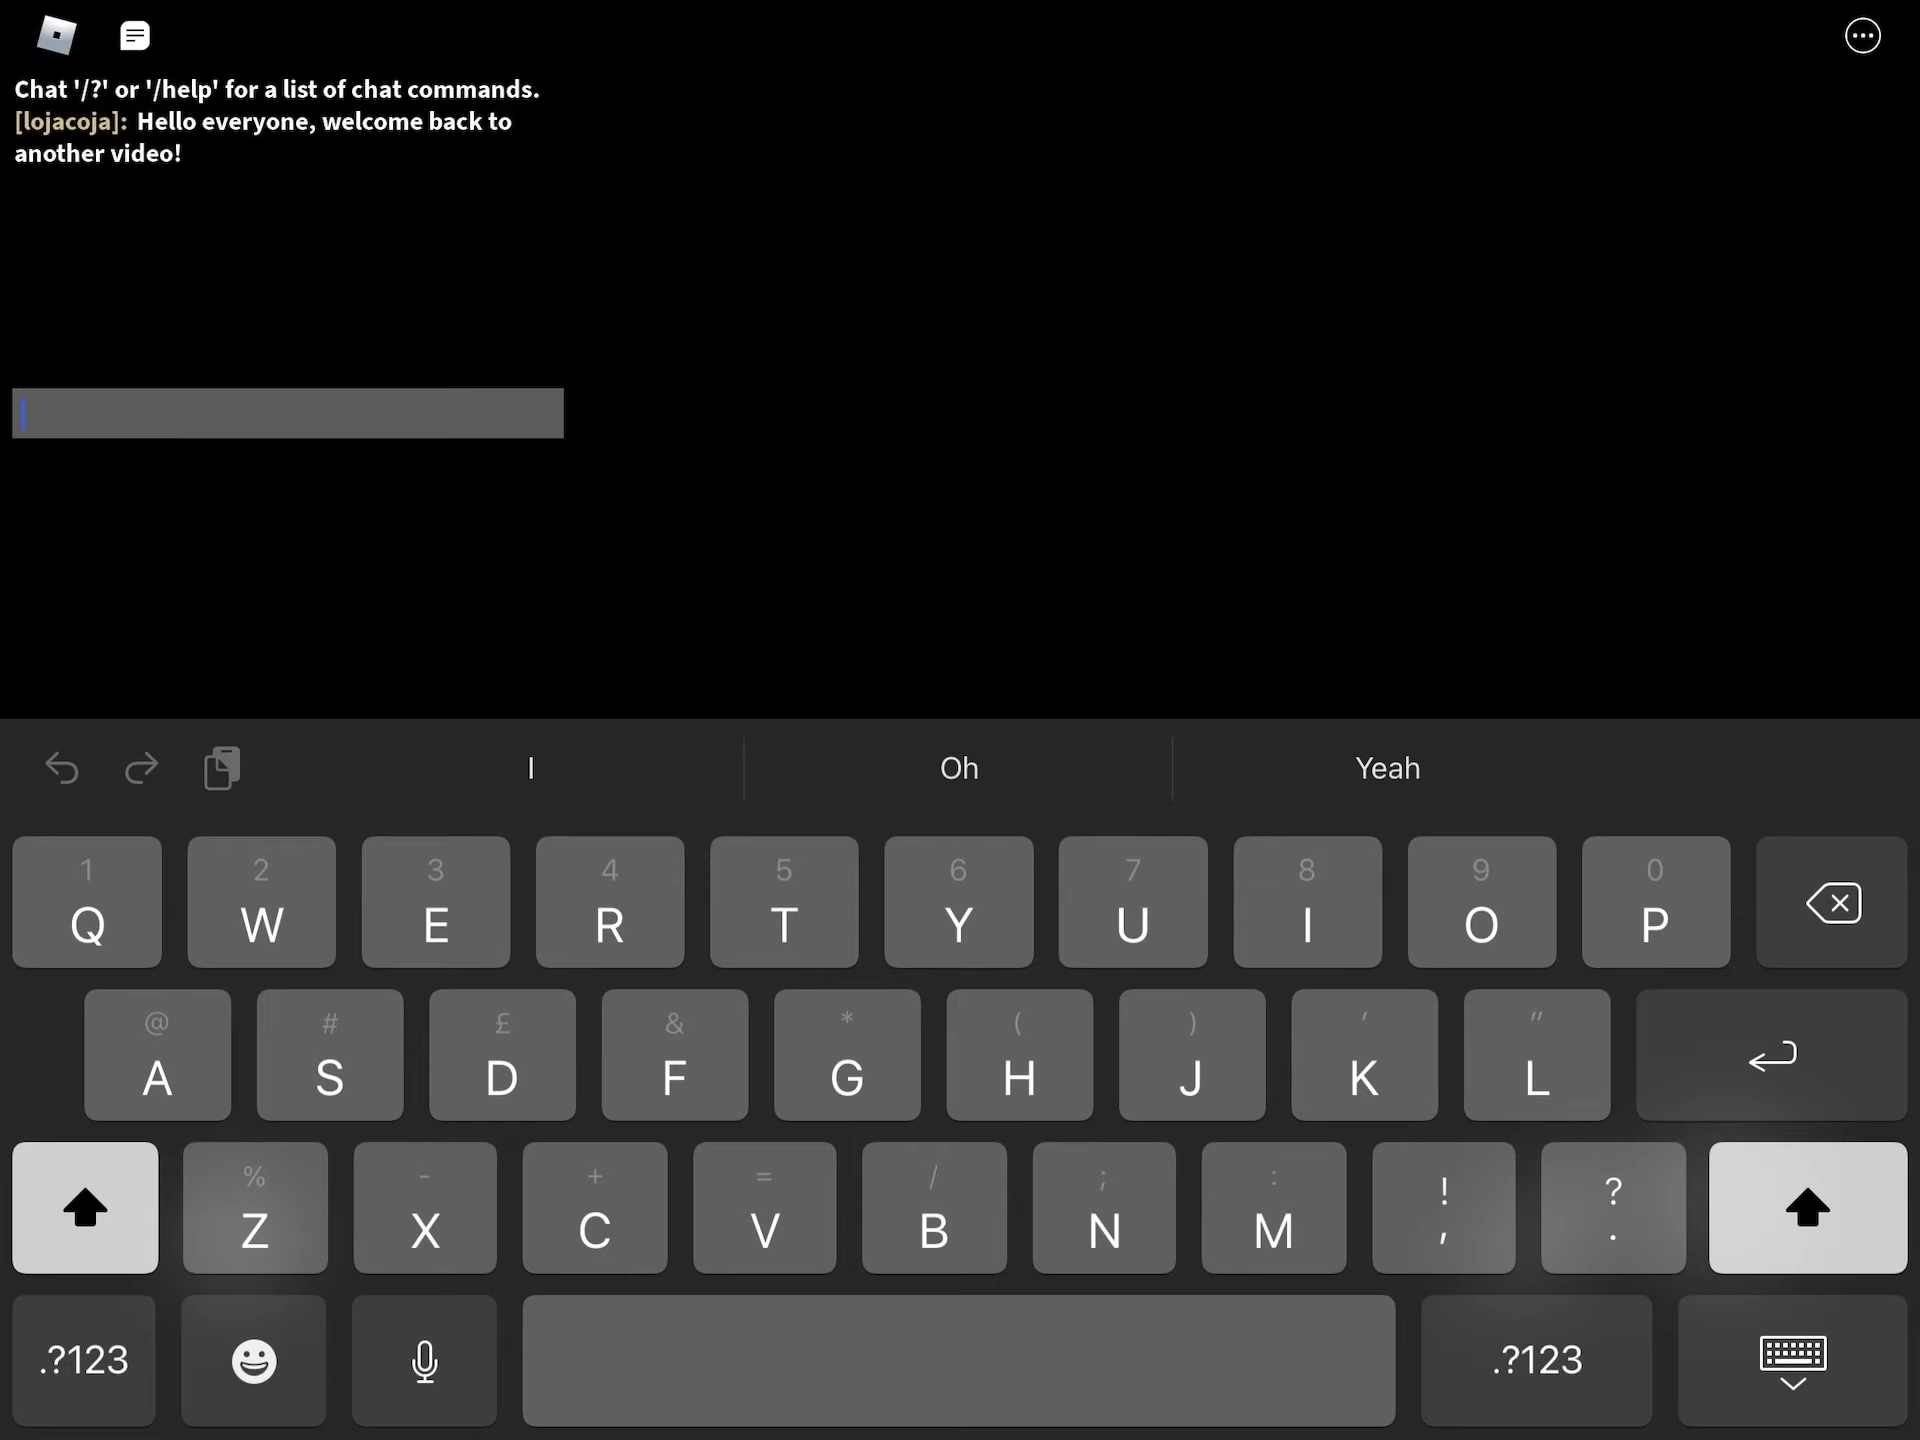 Chat '/?' or '/help' for a list of chat commands.
[lojacoja]: Hello everyone, welcome back to
another video!
I Oh Yeah
1 2 3 4 5 6 7 8 9 0
Q W E R T Y U I O P
@ # £ & * ( ) ' "
A S D F G H J K L
% - + = / ; : ! ?
Z X C V B N M , .
.?123 .?123